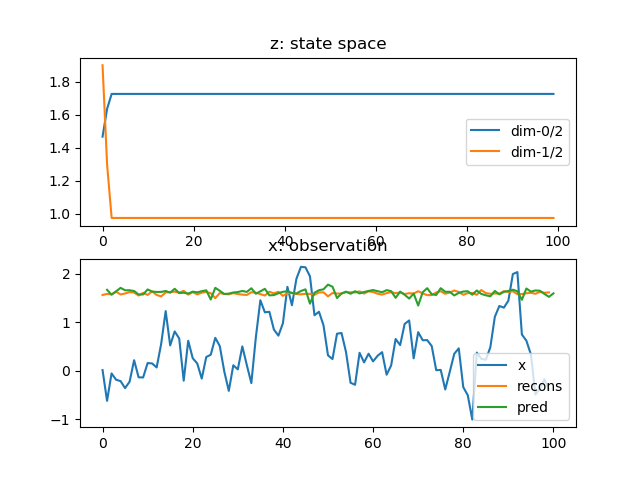 z: state space
1.8
1.6
1.4
1.2
1.0
dim-0/2
dim-1/2
0 20 40 60 80 100
x: observation
2
1
0
−1
x
recons
pred
0 20 40 60 80 100